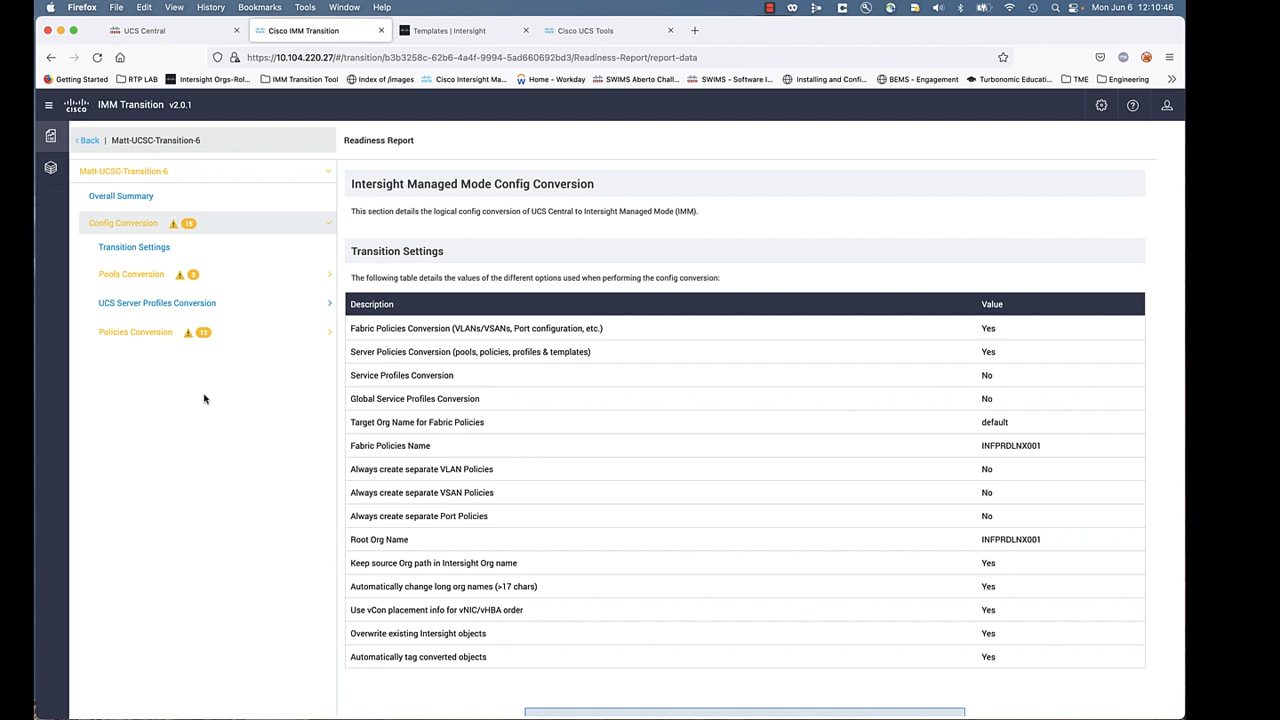 Firefox File Edit View History Bookmarks Tools Window Help Mon Jun 6 12:10:46
UCS Central Cisco IMM Transition Templates | Intersight Cisco UCS Tools
https://10.104.220.27/#/transition/b3b3258c-62b6-4a4f-9994-5ad660692bd3/Readiness-Report/report-data
Getting Started RTP LAB Intersight Orgs-Rol... IMM Transition Tool Index of /images Cisco Intersight Ma... Home - Workday SWIMS Aberto Chall... SWIMS - Software I... Installing and Confi... BEMS - Engagement Turbonomic Educati... TME Engineering
CISCO IMM Transition v2.0.1
Back | Matt-UCSC-Transition-6
Readiness Report
Matt-UCSC-Transition-6
Overall Summary
Config Conversion 15
Transition Settings
Pools Conversion 3
UCS Server Profiles Conversion
Policies Conversion 12
Intersight Managed Mode Config Conversion
This section details the logical config conversion of UCS Central to Intersight Managed Mode (IMM).
Transition Settings
The following table details the values of the different options used when performing the config conversion:
Description Value
Fabric Policies Conversion (VLANs/VSANs, Port configuration, etc.) Yes
Server Policies Conversion (pools, policies, profiles & templates) Yes
Service Profiles Conversion No
Global Service Profiles Conversion No
Target Org Name for Fabric Policies default
Fabric Policies Name INFPRDLNX001
Always create separate VLAN Policies No
Always create separate VSAN Policies No
Always create separate Port Policies No
Root Org Name INFPRDLNX001
Keep source Org path in Intersight Org name Yes
Automatically change long org names (>17 chars) Yes
Use vCon placement info for vNIC/vHBA order Yes
Overwrite existing Intersight objects Yes
Automatically tag converted objects Yes